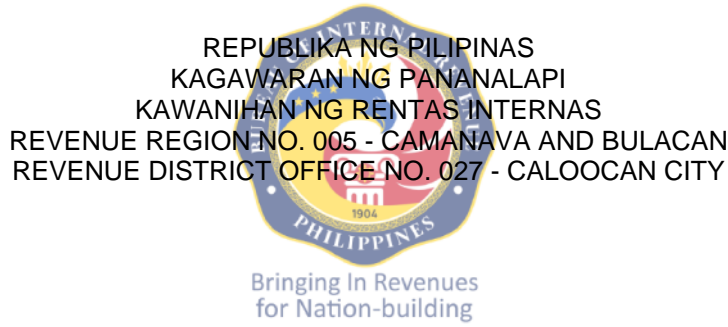 REPUBLIKA NG PILIPINAS
KAGAWARAN NG PANANALAPI
KAWANIHAN NG RENTAS INTERNAS
REVENUE REGION NO. 005 - CAMANAVA AND BULACAN
REVENUE DISTRICT OFFICE NO. 027 - CALOOCAN CITY
1904
PHILIPPINES
Bringing In Revenues
for Nation-building